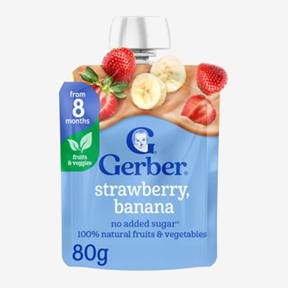 from
8
months
fruits
& veggies
Gerber®
strawberry,
banana
no added sugar**
100% natural fruits & vegetables
80g